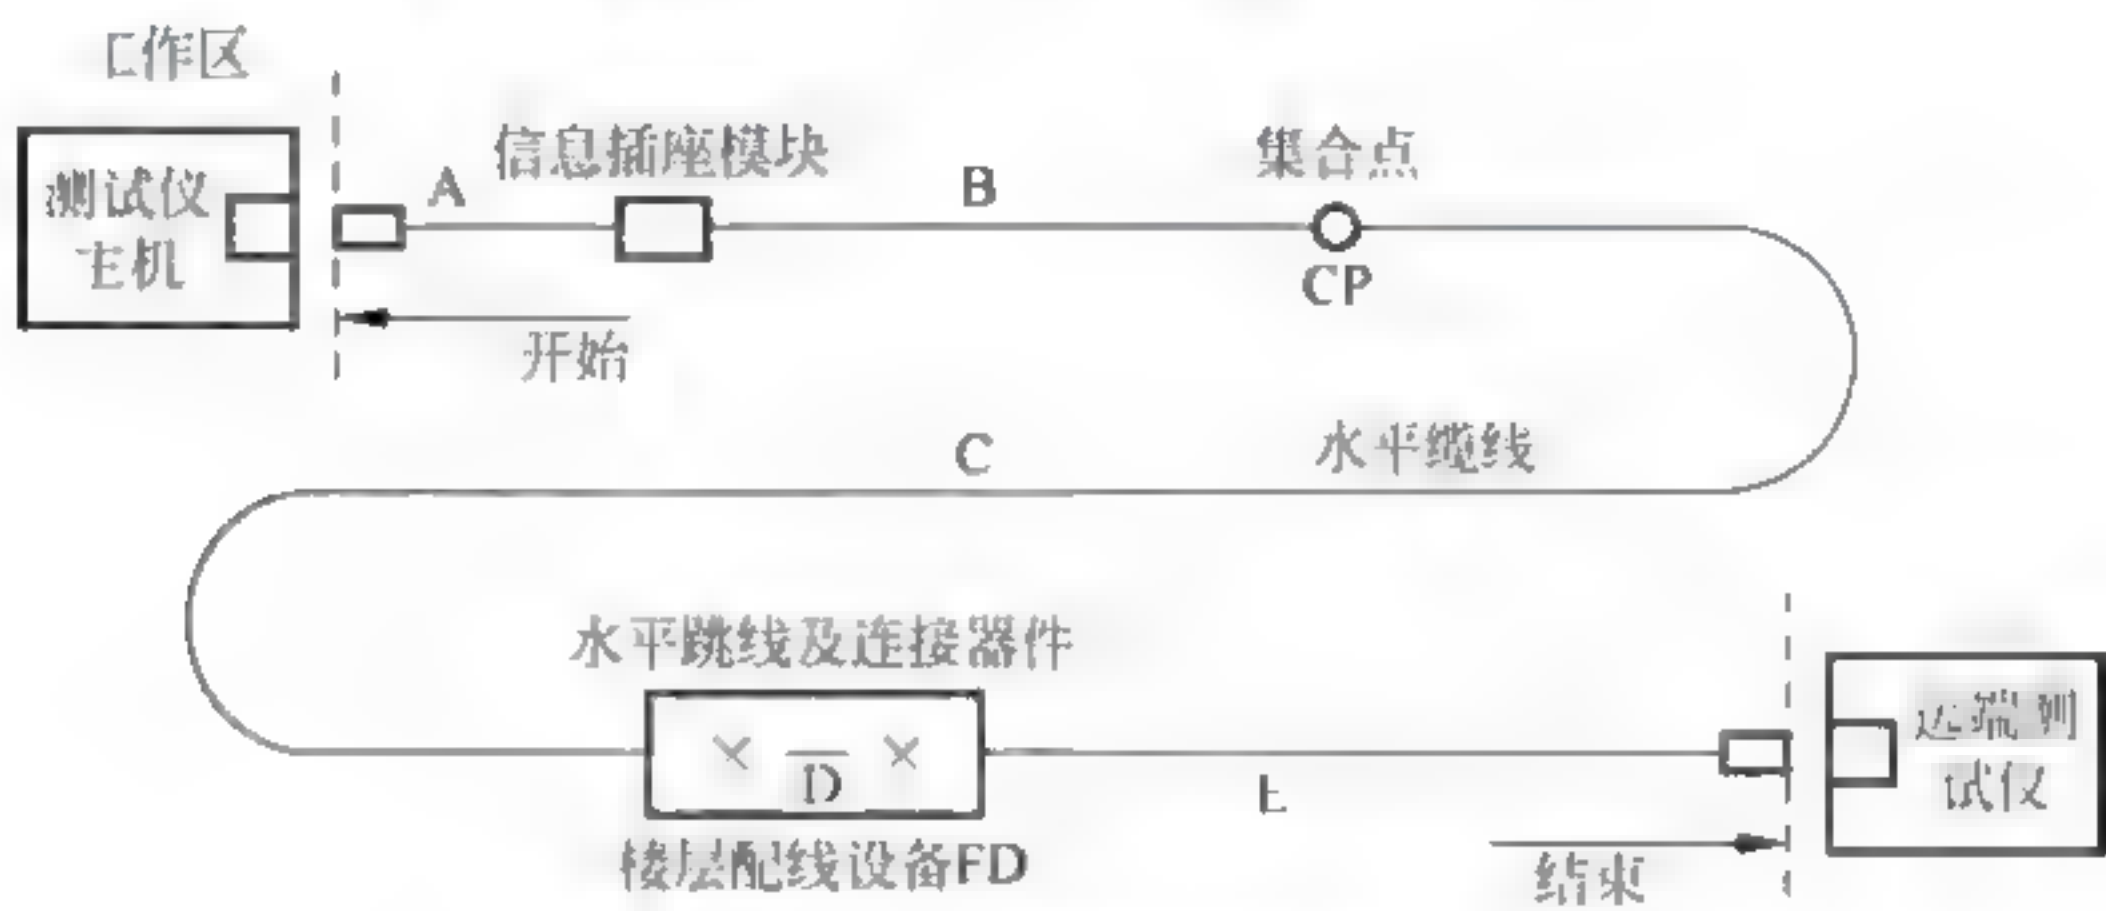 工作区
测试仪
主机
A
信息插座模块
B
集合点
CP
开始
C
水平缆线
水平跳线及连接器件
D
楼层配线设备FD
E
远端测
试仪
结束